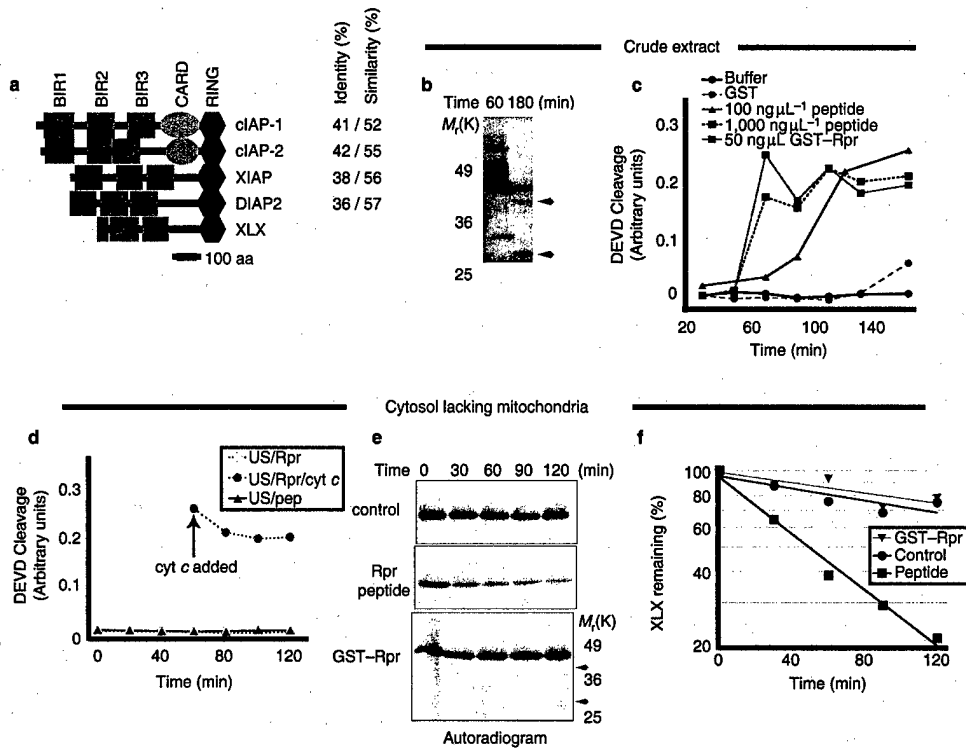 Crude extract
a
BIR1
BIR2
BIR3
CARD
RING
Identity (%)
Similarity (%)
cIAP-1 41 / 52
cIAP-2 42 / 55
XIAP 38 / 56
DIAP2 36 / 57
XLX
100 aa
b
Time 60 180 (min)
Mr(K)
49
36
25
c
Buffer
GST
100 ng µL–1 peptide
1,000 ng µL–1 peptide
50 ng µL GST–Rpr
DEVD Cleavage
(Arbitrary units)
0.3
0.2
0.1
0
20 60 100 140
Time (min)
Cytosol lacking mitochondria
d
US/Rpr
US/Rpr/cyt c
US/pep
DEVD Cleavage
(Arbitrary units)
0.3
0.2
0.1
0
cyt c added
0 40 80 120
Time (min)
e
Time 0 30 60 90 120 (min)
control
Rpr
peptide
GST–Rpr
Mr(K)
49
36
25
Autoradiogram
f
XLX remaining (%)
100
80
60
40
20
GST–Rpr
Control
Peptide
0 40 80 120
Time (min)